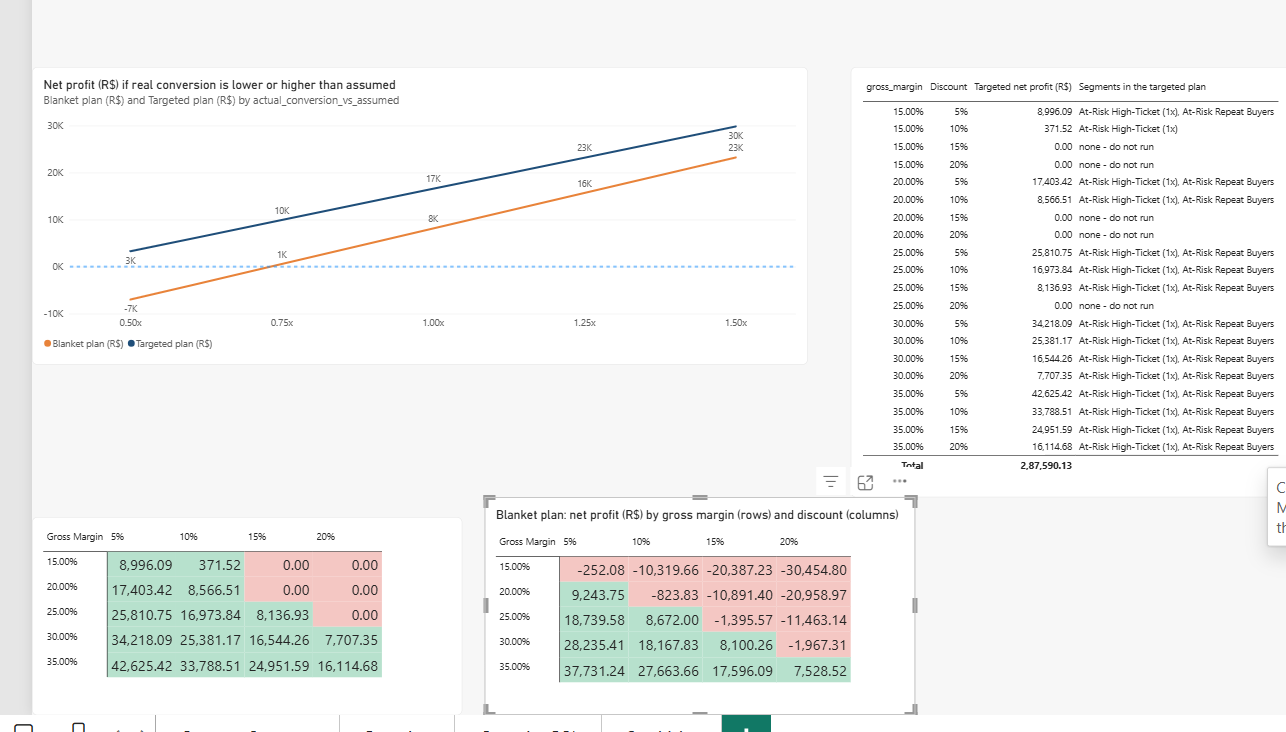 Net profit (R$) if real conversion is lower or higher than assumed
Blanket plan (R$) and Targeted plan (R$) by actual_conversion_vs_assumed
30K
20K
10K
0K
-10K
3K
10K
17K
23K
30K
-7K
1K
8K
16K
23K
0.50x 0.75x 1.00x 1.25x 1.50x
Blanket plan (R$) Targeted plan (R$)
gross_margin Discount Targeted net profit (R$) Segments in the targeted plan
15.00% 5% 8,996.09 At-Risk High-Ticket (1x), At-Risk Repeat Buyers
15.00% 10% 371.52 At-Risk High-Ticket (1x)
15.00% 15% 0.00 none - do not run
15.00% 20% 0.00 none - do not run
20.00% 5% 17,403.42 At-Risk High-Ticket (1x), At-Risk Repeat Buyers
20.00% 10% 8,566.51 At-Risk High-Ticket (1x), At-Risk Repeat Buyers
20.00% 15% 0.00 none - do not run
20.00% 20% 0.00 none - do not run
25.00% 5% 25,810.75 At-Risk High-Ticket (1x), At-Risk Repeat Buyers
25.00% 10% 16,973.84 At-Risk High-Ticket (1x), At-Risk Repeat Buyers
25.00% 15% 8,136.93 At-Risk High-Ticket (1x), At-Risk Repeat Buyers
25.00% 20% 0.00 none - do not run
30.00% 5% 34,218.09 At-Risk High-Ticket (1x), At-Risk Repeat Buyers
30.00% 10% 25,381.17 At-Risk High-Ticket (1x), At-Risk Repeat Buyers
30.00% 15% 16,544.26 At-Risk High-Ticket (1x), At-Risk Repeat Buyers
30.00% 20% 7,707.35 At-Risk High-Ticket (1x), At-Risk Repeat Buyers
35.00% 5% 42,625.42 At-Risk High-Ticket (1x), At-Risk Repeat Buyers
35.00% 10% 33,788.51 At-Risk High-Ticket (1x), At-Risk Repeat Buyers
35.00% 15% 24,951.59 At-Risk High-Ticket (1x), At-Risk Repeat Buyers
35.00% 20% 16,114.68 At-Risk High-Ticket (1x), At-Risk Repeat Buyers
Total 2,87,590.13
Gross Margin 5% 10% 15% 20%
15.00% 8,996.09 371.52 0.00 0.00
20.00% 17,403.42 8,566.51 0.00 0.00
25.00% 25,810.75 16,973.84 8,136.93 0.00
30.00% 34,218.09 25,381.17 16,544.26 7,707.35
35.00% 42,625.42 33,788.51 24,951.59 16,114.68
Blanket plan: net profit (R$) by gross margin (rows) and discount (columns)
Gross Margin 5% 10% 15% 20%
15.00% -252.08 -10,319.66 -20,387.23 -30,454.80
20.00% 9,243.75 -823.83 -10,891.40 -20,958.97
25.00% 18,739.58 8,672.00 -1,395.57 -11,463.14
30.00% 28,235.41 18,167.83 8,100.26 -1,967.31
35.00% 37,731.24 27,663.66 17,596.09 7,528.52